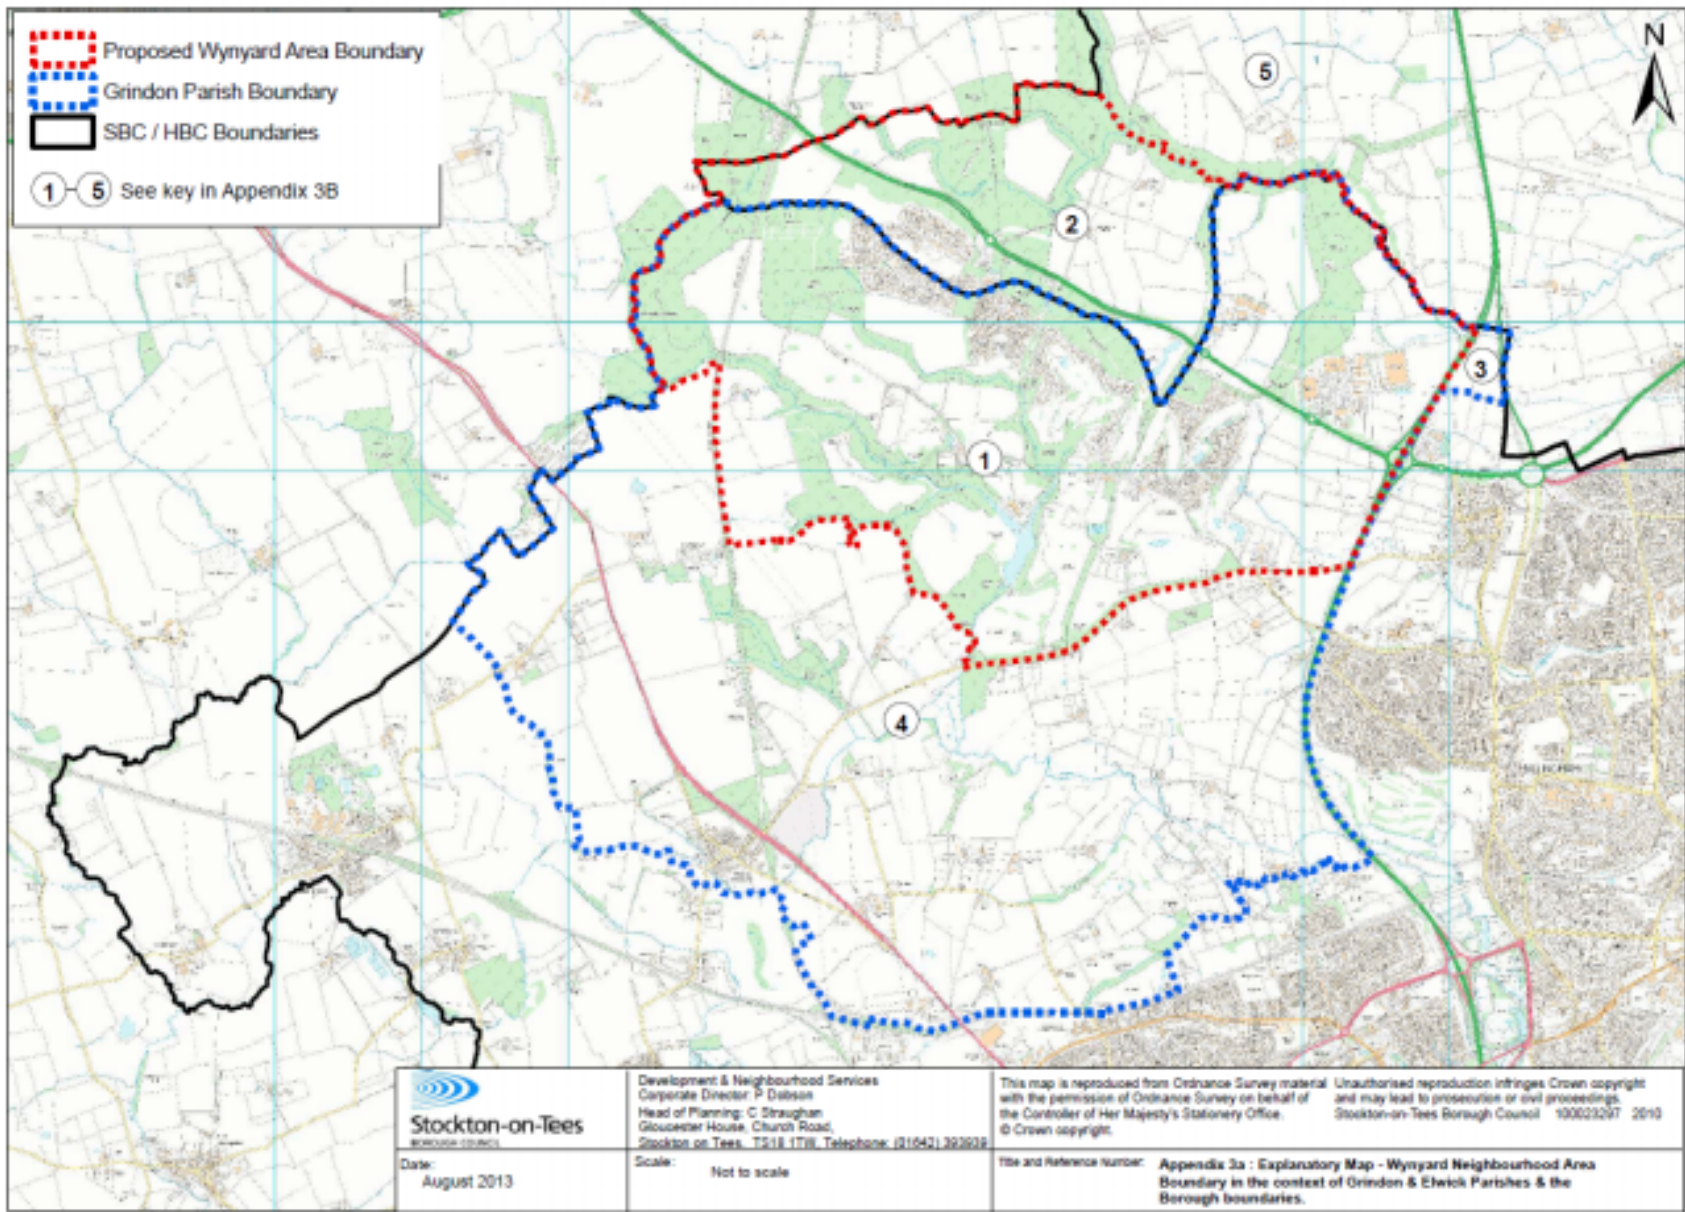 Proposed Wynyard Area Boundary
Grindon Parish Boundary
SBC / HBC Boundaries
1 - 5 See key in Appendix 3B
N
5
2
3
1
4
Stockton-on-Tees
BOROUGH COUNCIL
Date:
August 2013
Development & Neighbourhood Services
Corporate Director: P Dobson
Head of Planning: C Straughan
Gloucester House, Church Road,
Stockton on Tees, TS18 1TW, Telephone: (01642) 393939
Scale:
Not to scale
This map is reproduced from Ordnance Survey material
with the permission of Ordnance Survey on behalf of
the Controller of Her Majesty's Stationery Office.
© Crown copyright.
Unauthorised reproduction infringes Crown copyright
and may lead to prosecution or civil proceedings.
Stockton-on-Tees Borough Council 100023297 2010
Title and Reference Number:
Appendix 3a : Explanatory Map - Wynyard Neighbourhood Area
Boundary in the context of Grindon & Elwick Parishes & the
Borough boundaries.